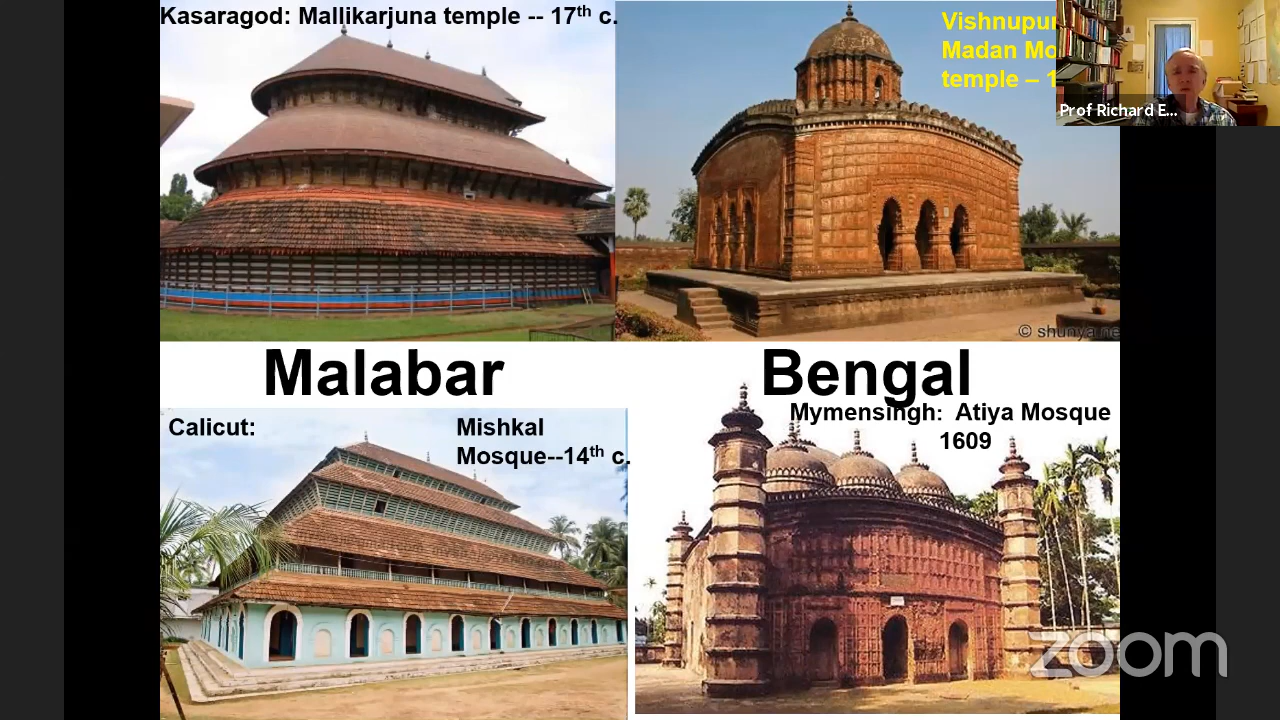 Kasaragod: Mallikarjuna temple -- 17th c.
Vishnupur
Madan Mo
temple – 1
Prof Richard E...
© shunya.ne
Malabar
Bengal
Calicut:
Mishkal
Mosque--14th c.
Mymensingh: Atiya Mosque
1609
zoom